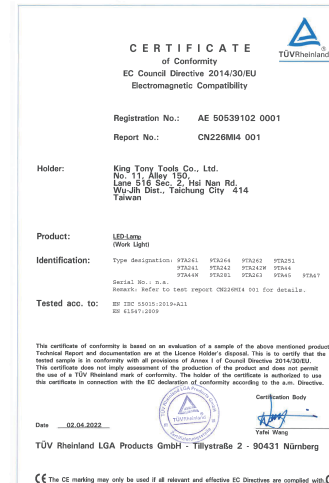 CERTIFICATE
of Conformity
EC Council Directive 2014/30/EU
Electromagnetic Compatibility
TÜVRheinland
Registration No.: AE 50539102 0001
Report No.: CN226MI4 001
Holder: King Tony Tools Co., Ltd.
No. 11, Alley 150,
Lane 516 Sec. 2, Hsi Nan Rd.
Wu-Jih Dist., Taichung City 414
Taiwan
Product: LED-Lamp
(Work Light)
Identification: Type designation: 9TA261 9TA264 9TA262 9TA251
9TA241 9TA242 9TA242W 9TA44
9TA44W 9TA281 9TA263 9TA45 9TA47
Serial No.: n.a.
Remark: Refer to test report CN226MI4 001 for details.
Tested acc. to: EN IEC 55015:2019+A11
EN 61547:2009
This certificate of conformity is based on an evaluation of a sample of the above mentioned product
Technical Report and documentation are at the Licence Holder's disposal. This is to certify that the
tested sample is in conformity with all provisions of Annex I of Council Directive 2014/30/EU.
This certificate does not imply assessment of the production of the product and does not permit
the use of a TÜV Rheinland mark of conformity. The holder of the certificate is authorized to use
this certificate in connection with the EC declaration of conformity according to the a.m. Directive.
Certification Body
TÜVRheinland
Date 02.04.2022
Yafei Wang
TÜV Rheinland LGA Products GmbH - Tillystraße 2 - 90431 Nürnberg
CE The CE marking may only be used if all relevant and effective EC Directives are complied with.